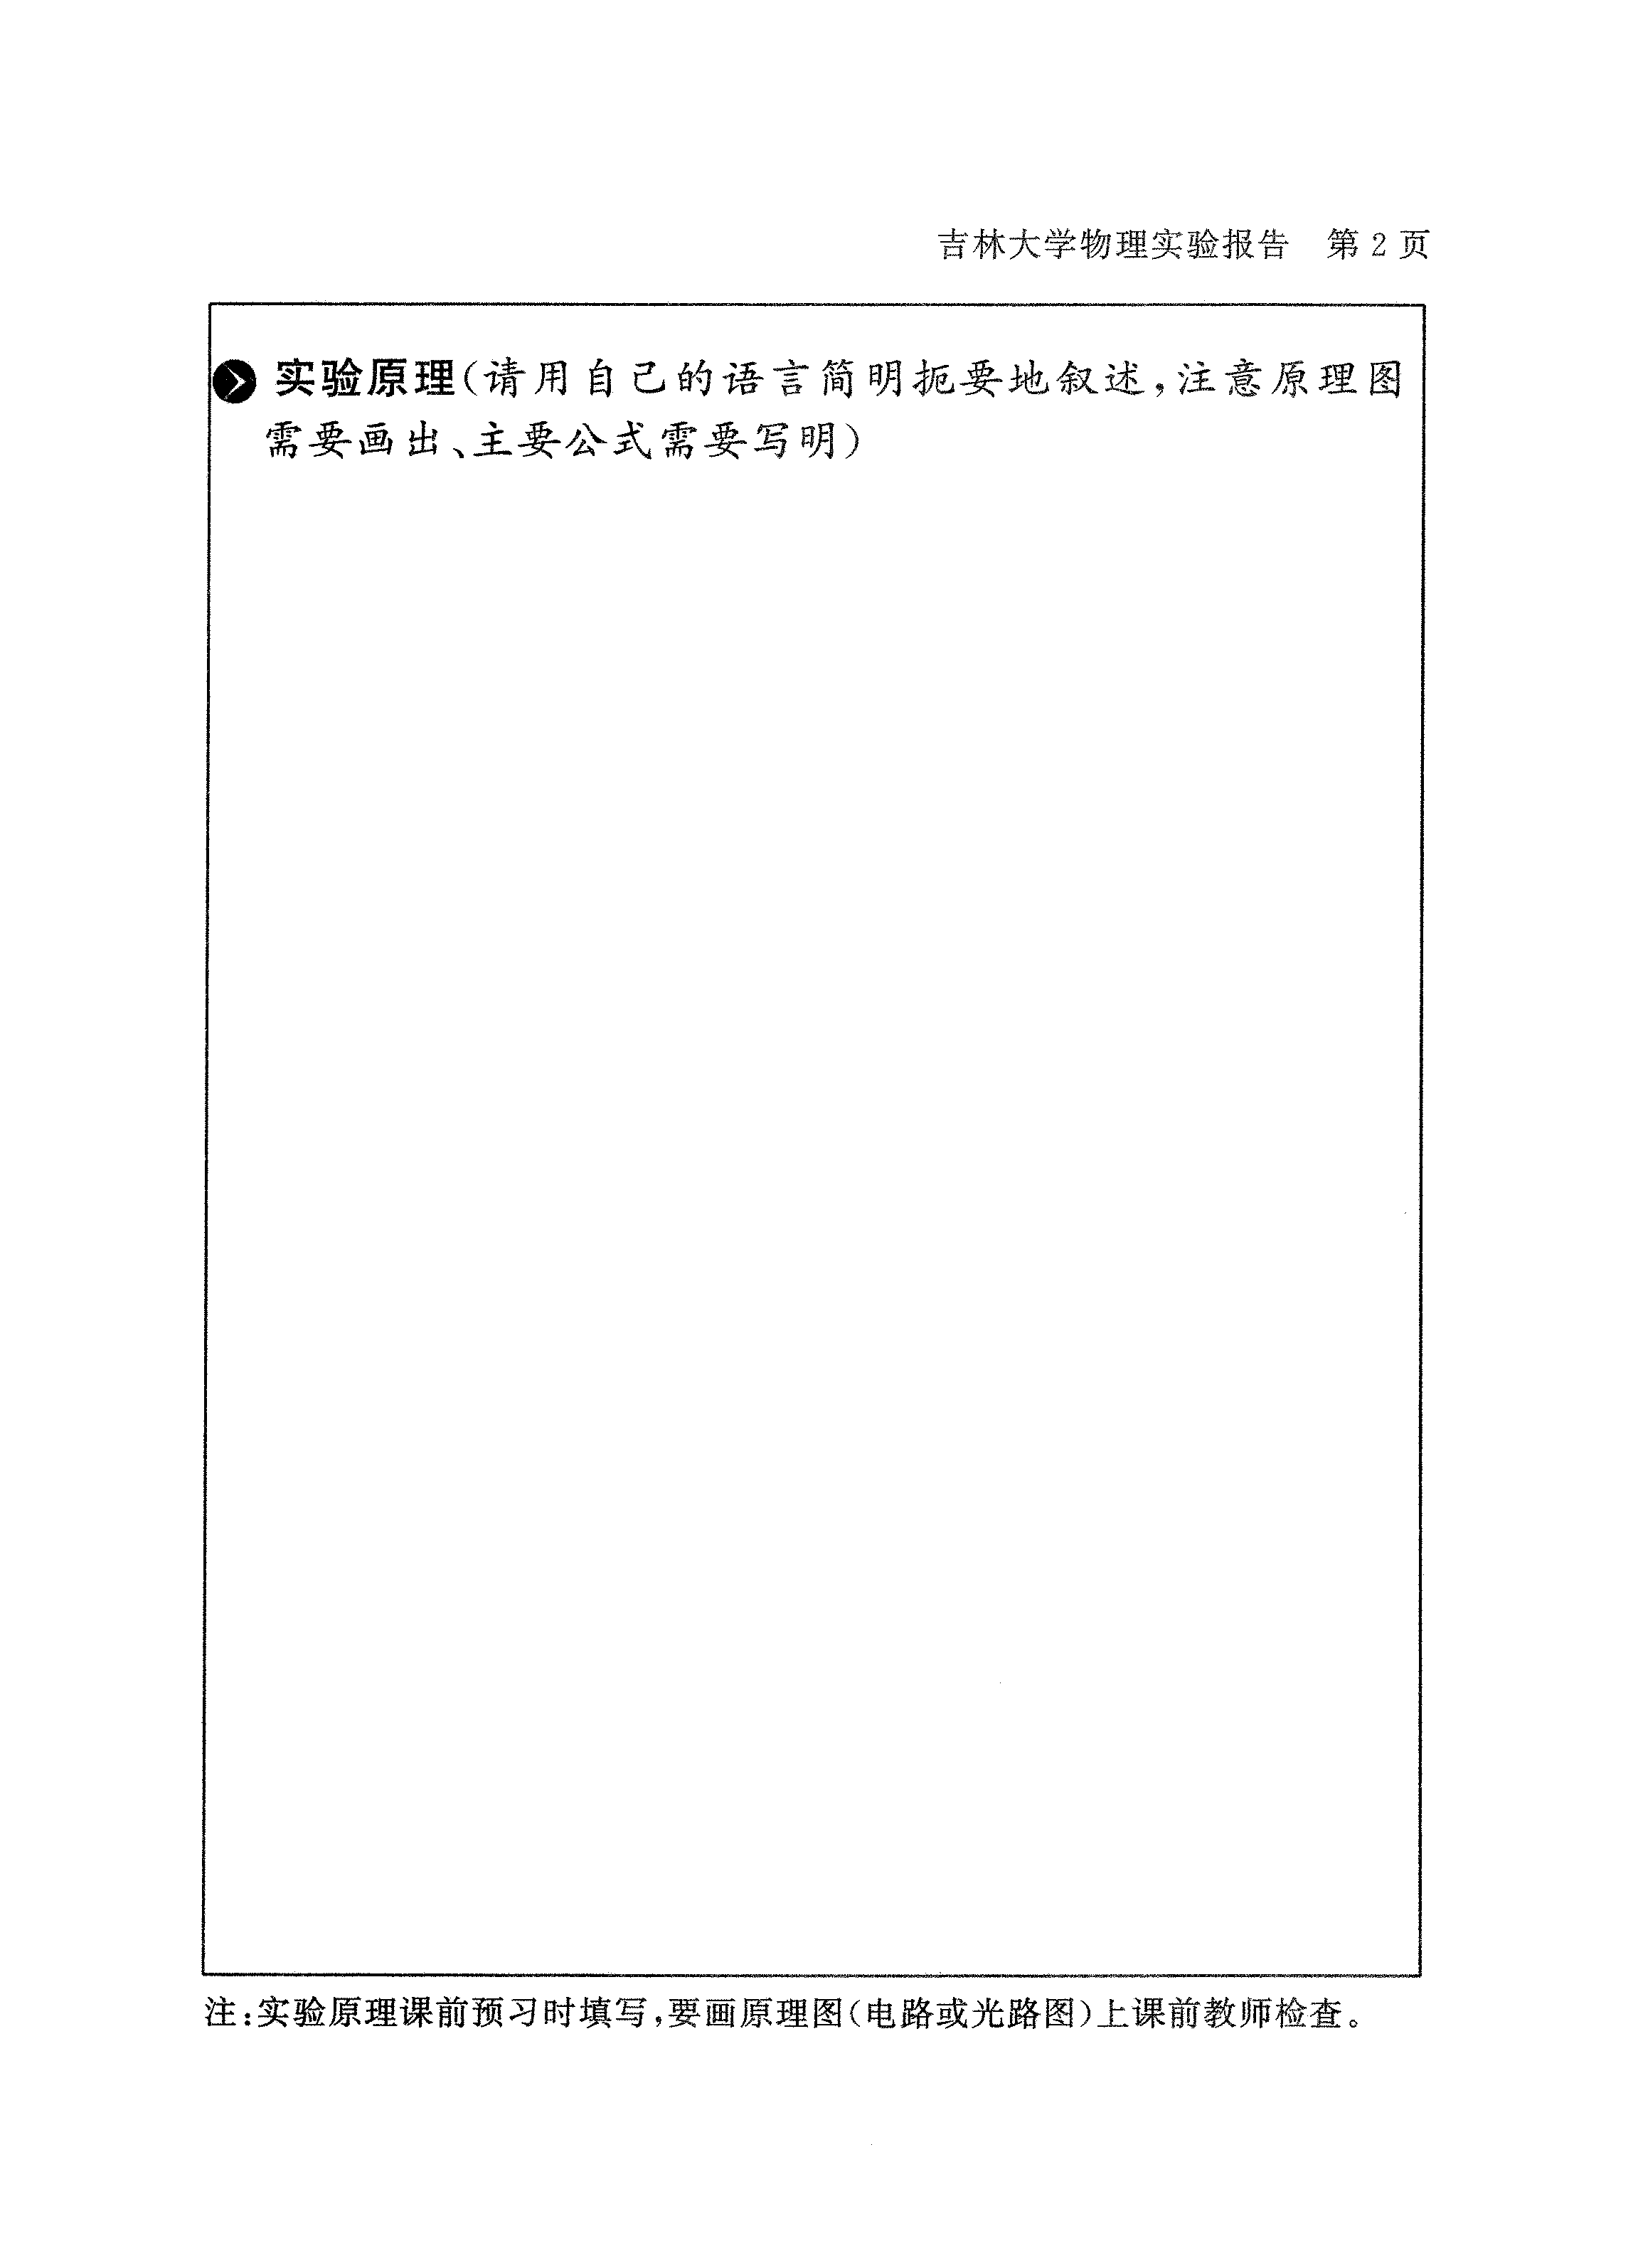 吉林大学物理实验报告 第 2 页
实验原理(请用自己的语言简明扼要地叙述,注意原理图
需要画出、主要公式需要写明)
注:实验原理课前预习时填写,要画原理图(电路或光路图)上课前教师检查。